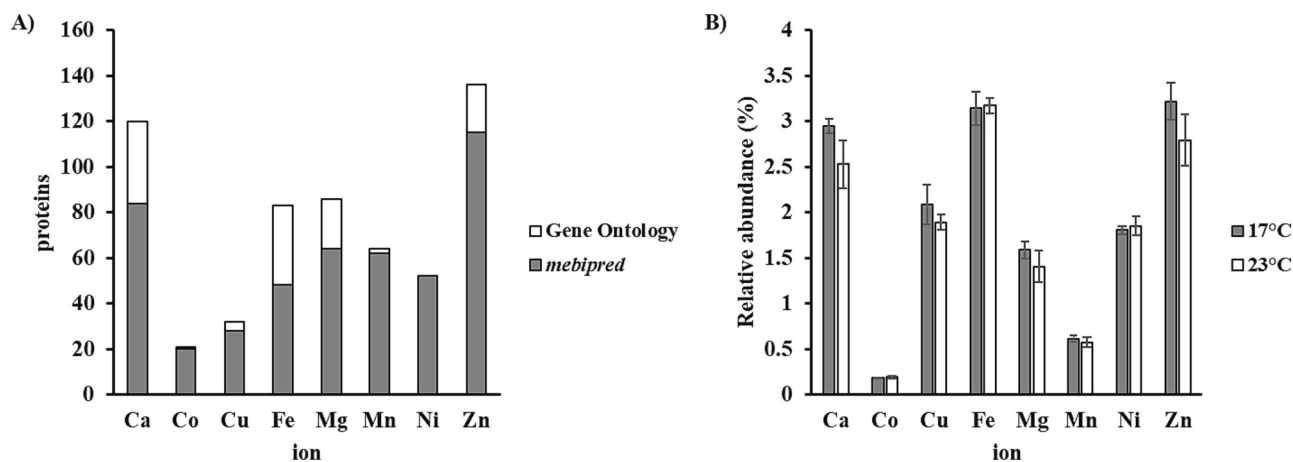 A)
160
140
120
100
80
60
40
20
0
proteins
Ca Co Cu Fe Mg Mn Ni Zn
ion
Gene Ontology
mebipred
B)
4
3.5
3
2.5
2
1.5
1
0.5
0
Relative abundance (%)
Ca Co Cu Fe Mg Mn Ni Zn
ion
17°C
23°C